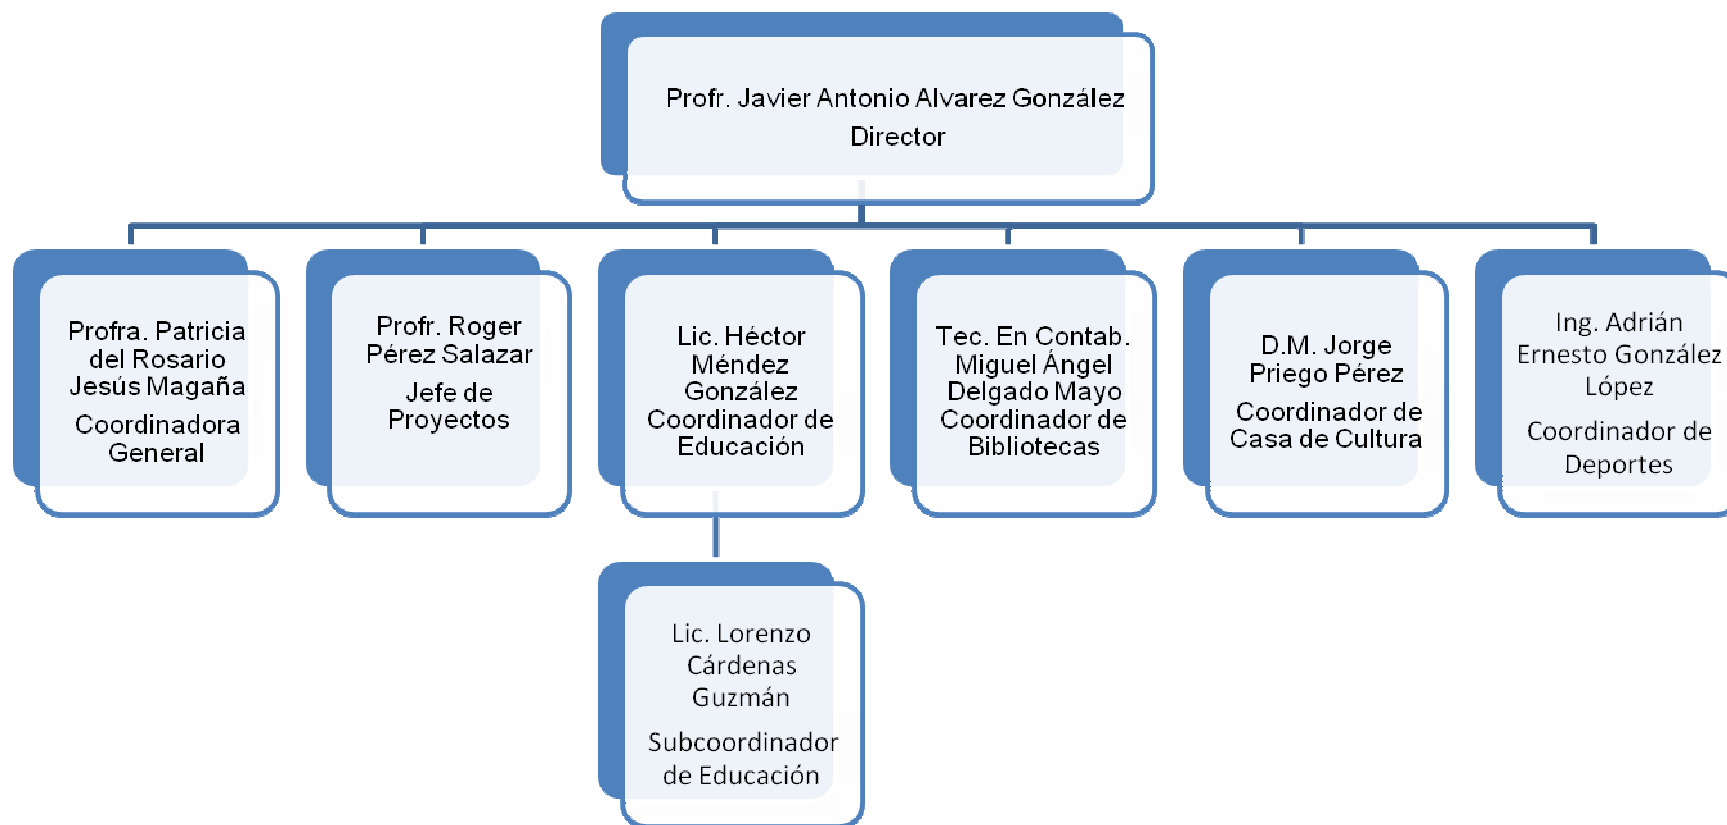 Profr. Javier Antonio Alvarez González
Director
Profra. Patricia
del Rosario
Jesús Magaña
Coordinadora
General
Profr. Roger
Pérez Salazar
Jefe de
Proyectos
Lic. Héctor
Méndez
González
Coordinador de
Educación
Tec. En Contab.
Miguel Ángel
Delgado Mayo
Coordinador de
Bibliotecas
D.M. Jorge
Priego Pérez
Coordinador de
Casa de Cultura
Ing. Adrián
Ernesto González
López
Coordinador de
Deportes
Lic. Lorenzo
Cárdenas
Guzmán
Subcoordinador
de Educación